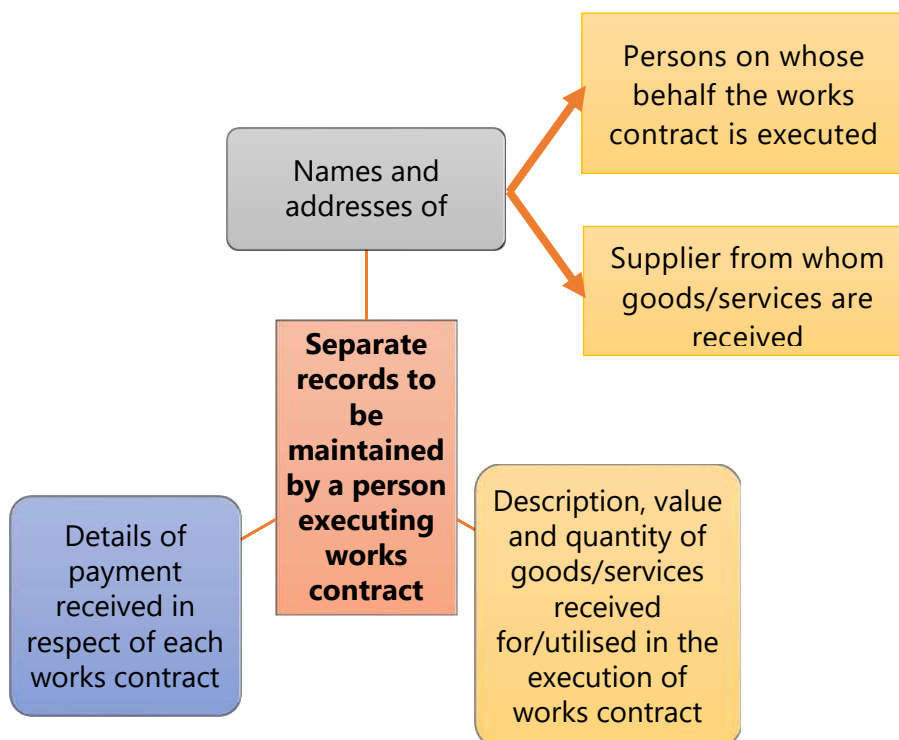 Persons on whose
behalf the works
contract is executed
Names and
addresses of
Supplier from whom
goods/services are
received
Separate
records to
be
maintained
by a person
executing
works
contract
Details of
payment
received in
respect of each
works contract
Description, value
and quantity of
goods/services
received
for/utilised in the
execution of
works contract